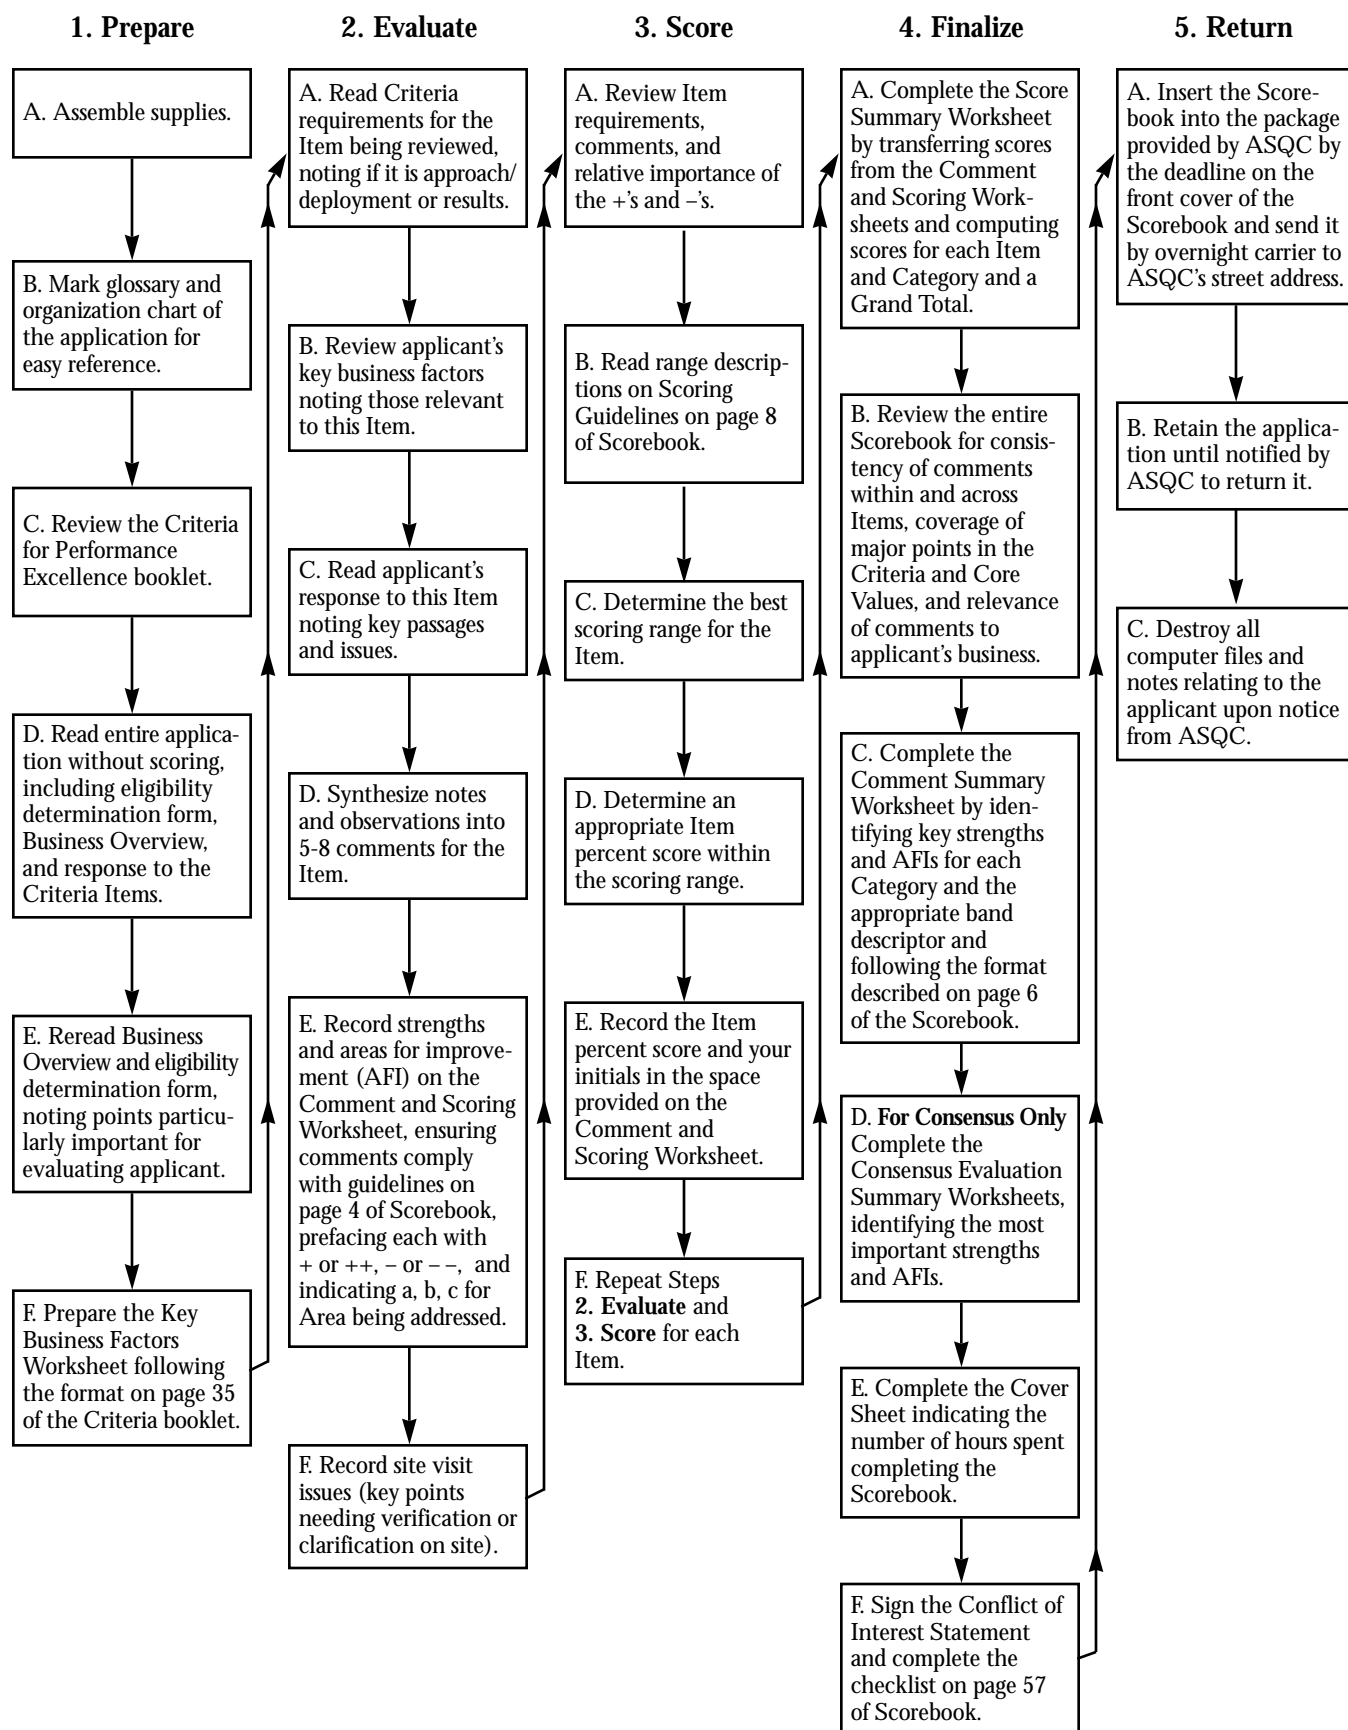 1. Prepare
A. Assemble supplies.
B. Mark glossary and
organization chart of
the application for
easy reference.
C. Review the Criteria
for Performance
Excellence booklet.
D. Read entire applica-
tion without scoring,
including eligibility
determination form,
Business Overview,
and response to the
Criteria Items.
E. Reread Business
Overview and eligibility
determination form,
noting points particu-
larly important for
evaluating applicant.
F. Prepare the Key
Business Factors
Worksheet following
the format on page 35
of the Criteria booklet.
2. Evaluate
A. Read Criteria
requirements for the
Item being reviewed,
noting if it is approach/
deployment or results.
B. Review applicant's
key business factors
noting those relevant
to this Item.
C. Read applicant's
response to this Item
noting key passages
and issues.
D. Synthesize notes
and observations into
5-8 comments for the
Item.
E. Record strengths
and areas for improve-
ment (AFI) on the
Comment and Scoring
Worksheet, ensuring
comments comply
with guidelines on
page 4 of Scorebook,
prefacing each with
+ or ++, – or – –, and
indicating a, b, c for
Area being addressed.
F. Record site visit
issues (key points
needing verification or
clarification on site).
3. Score
A. Review Item
requirements,
comments, and
relative importance of
the +'s and –'s.
B. Read range descrip-
tions on Scoring
Guidelines on page 8
of Scorebook.
C. Determine the best
scoring range for the
Item.
D. Determine an
appropriate Item
percent score within
the scoring range.
E. Record the Item
percent score and your
initials in the space
provided on the
Comment and
Scoring Worksheet.
F. Repeat Steps
2. Evaluate and
3. Score for each
Item.
4. Finalize
A. Complete the Score
Summary Worksheet
by transferring scores
from the Comment
and Scoring Work-
sheets and computing
scores for each Item
and Category and a
Grand Total.
B. Review the entire
Scorebook for consis-
tency of comments
within and across
Items, coverage of
major points in the
Criteria and Core
Values, and relevance
of comments to
applicant's business.
C. Complete the
Comment Summary
Worksheet by iden-
tifying key strengths
and AFIs for each
Category and the
appropriate band
descriptor and
following the format
described on page 6
of the Scorebook.
D. For Consensus Only
Complete the
Consensus Evaluation
Summary Worksheets,
identifying the most
important strengths
and AFIs.
E. Complete the Cover
Sheet indicating the
number of hours spent
completing the
Scorebook.
F. Sign the Conflict of
Interest Statement
and complete the
checklist on page 57
of Scorebook.
5. Return
A. Insert the Score-
book into the package
provided by ASQC by
the deadline on the
front cover of the
Scorebook and send it
by overnight carrier to
ASQC's street address.
B. Retain the applica-
tion until notified by
ASQC to return it.
C. Destroy all
computer files and
notes relating to the
applicant upon notice
from ASQC.